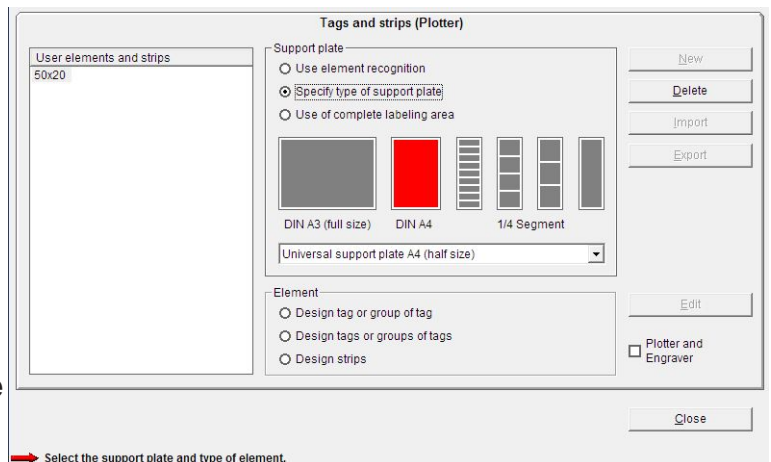 Tags and strips (Plotter)
User elements and strips
50x20
Support plate
Use element recognition
Specify type of support plate
Use of complete labeling area
DIN A3 (full size) DIN A4 1/4 Segment
Universal support plate A4 (half size)
Element
Design tag or group of tag
Design tags or groups of tags
Design strips
New
Delete
Import
Export
Edit
Plotter and
Engraver
Close
e
Select the support plate and type of element.